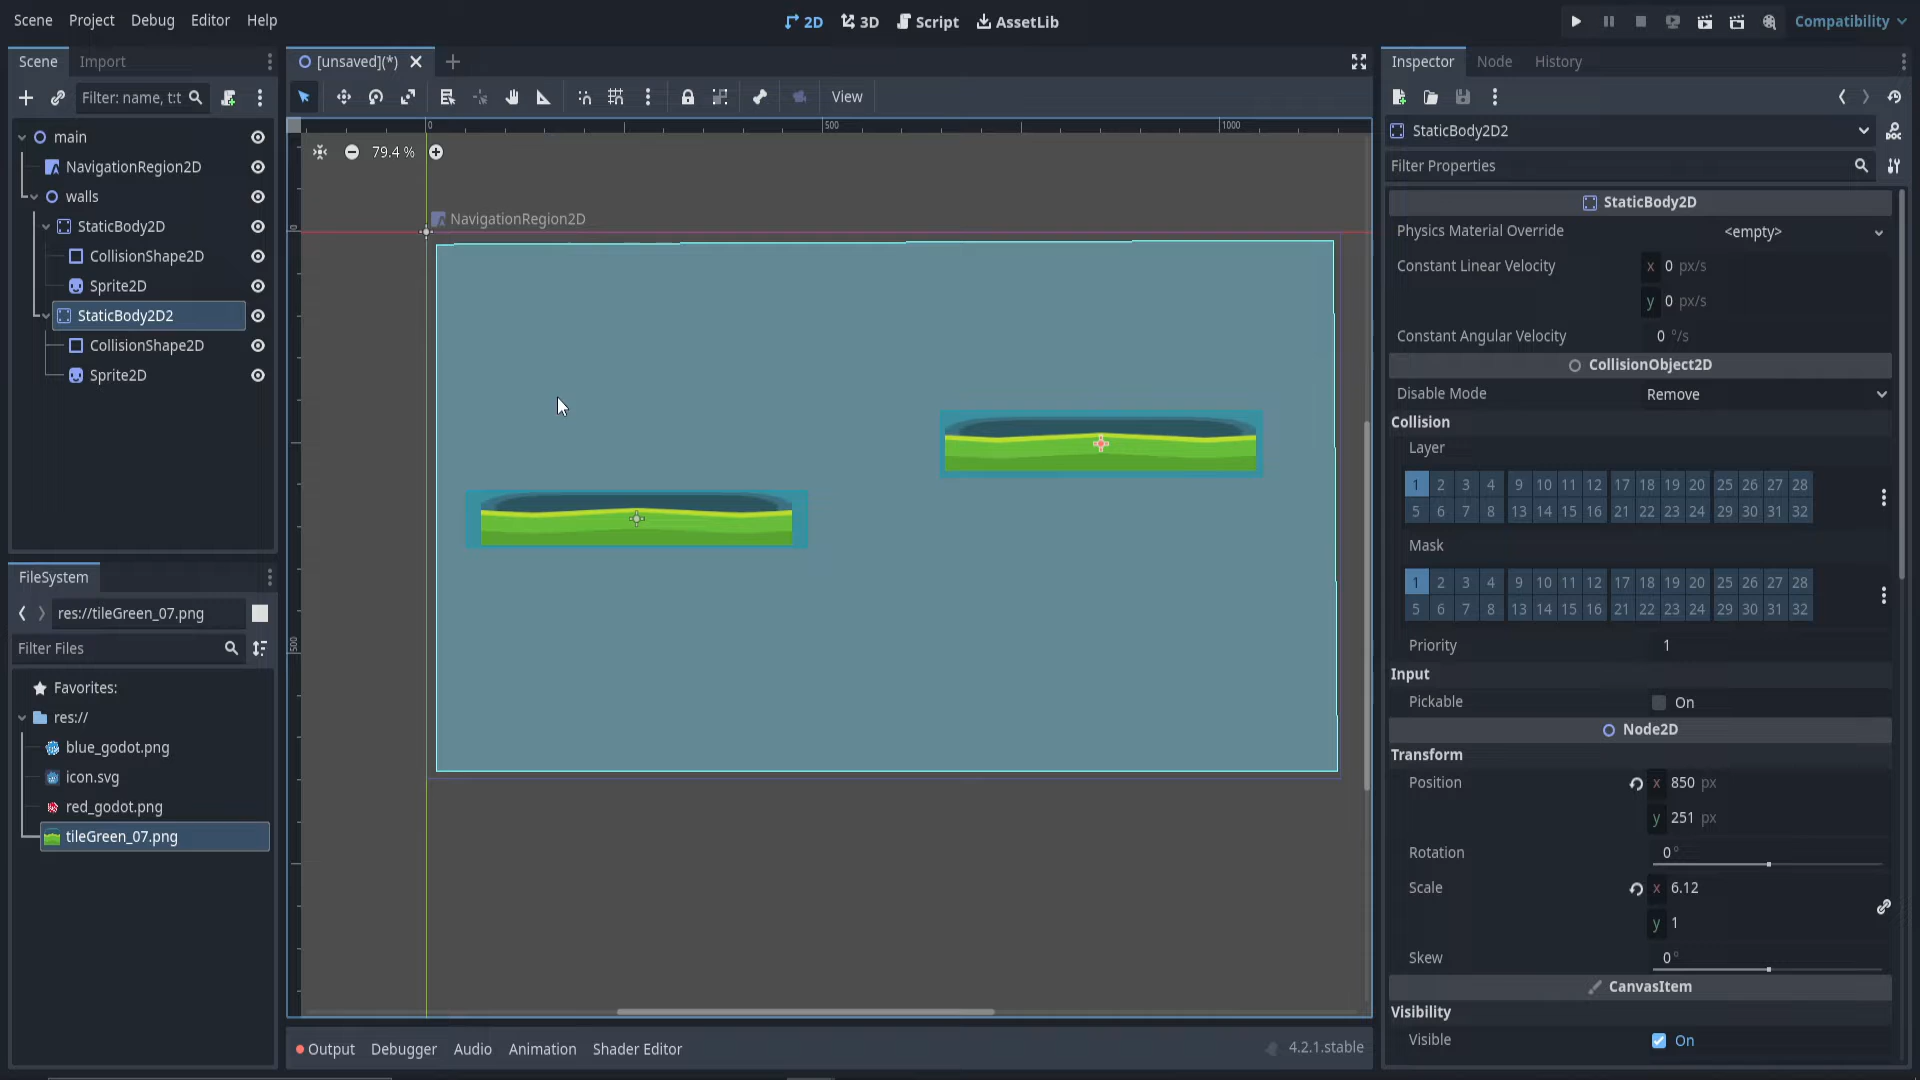 Scene Project Debug Editor Help
2D 3D Script AssetLib
Compatibility
Scene Import
Filter: name, t:t
main
NavigationRegion2D
walls
StaticBody2D
CollisionShape2D
Sprite2D
StaticBody2D2
CollisionShape2D
Sprite2D
FileSystem
res://tileGreen_07.png
Filter Files
Favorites:
res://
blue_godot.png
icon.svg
red_godot.png
tileGreen_07.png
[unsaved](*)
View
0 500 1000
79.4 %
0
NavigationRegion2D
500
Output Debugger Audio Animation Shader Editor 4.2.1.stable
Inspector Node History
StaticBody2D2
Filter Properties
StaticBody2D
Physics Material Override <empty>
Constant Linear Velocity x 0 px/s
y 0 px/s
Constant Angular Velocity 0 °/s
CollisionObject2D
Disable Mode Remove
Collision
Layer
1 2 3 4 9 10 11 12 17 18 19 20 25 26 27 28
5 6 7 8 13 14 15 16 21 22 23 24 29 30 31 32
Mask
1 2 3 4 9 10 11 12 17 18 19 20 25 26 27 28
5 6 7 8 13 14 15 16 21 22 23 24 29 30 31 32
Priority 1
Input
Pickable On
Node2D
Transform
Position x 850 px
y 251 px
Rotation 0 °
Scale x 6.12
y 1
Skew 0 °
CanvasItem
Visibility
Visible On